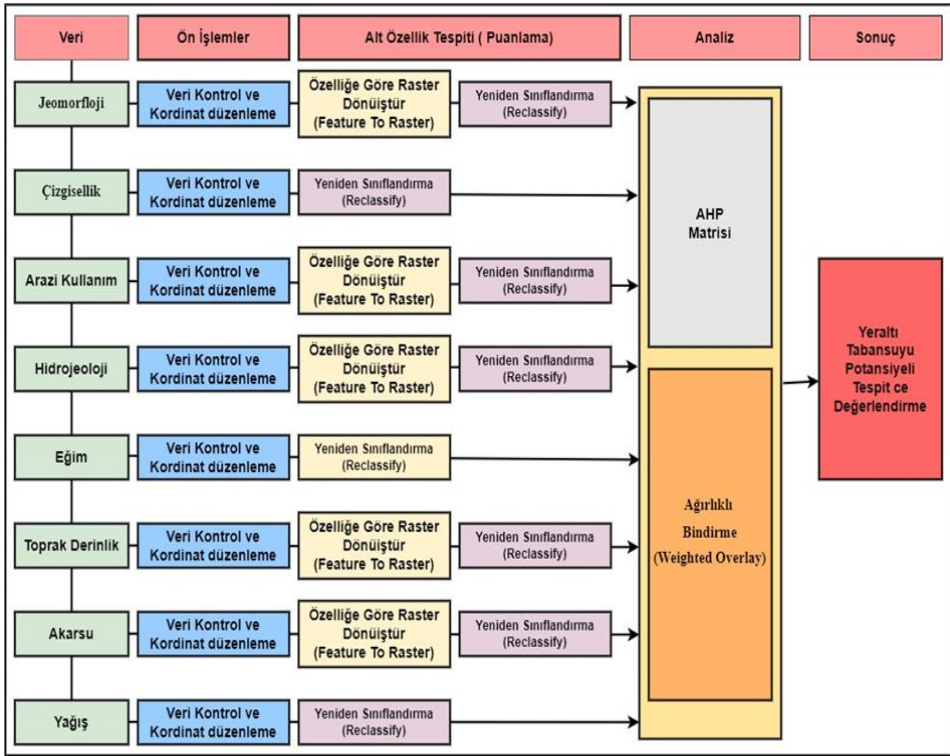 Veri
Ön İşlemler
Alt Özellik Tespiti ( Puanlama)
Analiz
Sonuç
Jeomorfloji
Veri Kontrol ve
Kordinat düzenleme
Özelliğe Göre Raster
Dönüiştür
(Feature To Raster)
Yeniden Sınıflandırma
(Reclassify)
Çizgisellik
Veri Kontrol ve
Kordinat düzenleme
Yeniden Sınıflandırma
(Reclassify)
Arazi Kullanım
Veri Kontrol ve
Kordinat düzenleme
Özelliğe Göre Raster
Dönüiştür
(Feature To Raster)
Yeniden Sınıflandırma
(Reclassify)
Hidrojeoloji
Veri Kontrol ve
Kordinat düzenleme
Özelliğe Göre Raster
Dönüiştür
(Feature To Raster)
Yeniden Sınıflandırma
(Reclassify)
Eğim
Veri Kontrol ve
Kordinat düzenleme
Yeniden Sınıflandırma
(Reclassify)
Toprak Derinlik
Veri Kontrol ve
Kordinat düzenleme
Özelliğe Göre Raster
Dönüiştür
(Feature To Raster)
Yeniden Sınıflandırma
(Reclassify)
Akarsu
Veri Kontrol ve
Kordinat düzenleme
Özelliğe Göre Raster
Dönüiştür
(Feature To Raster)
Yeniden Sınıflandırma
(Reclassify)
Yağış
Veri Kontrol ve
Kordinat düzenleme
Yeniden Sınıflandırma
(Reclassify)
AHP
Matrisi
Ağırlıklı
Bindirme
(Weighted Overlay)
Yeraltı
Tabansuyu
Potansiyeli
Tespit ce
Değerlendirme